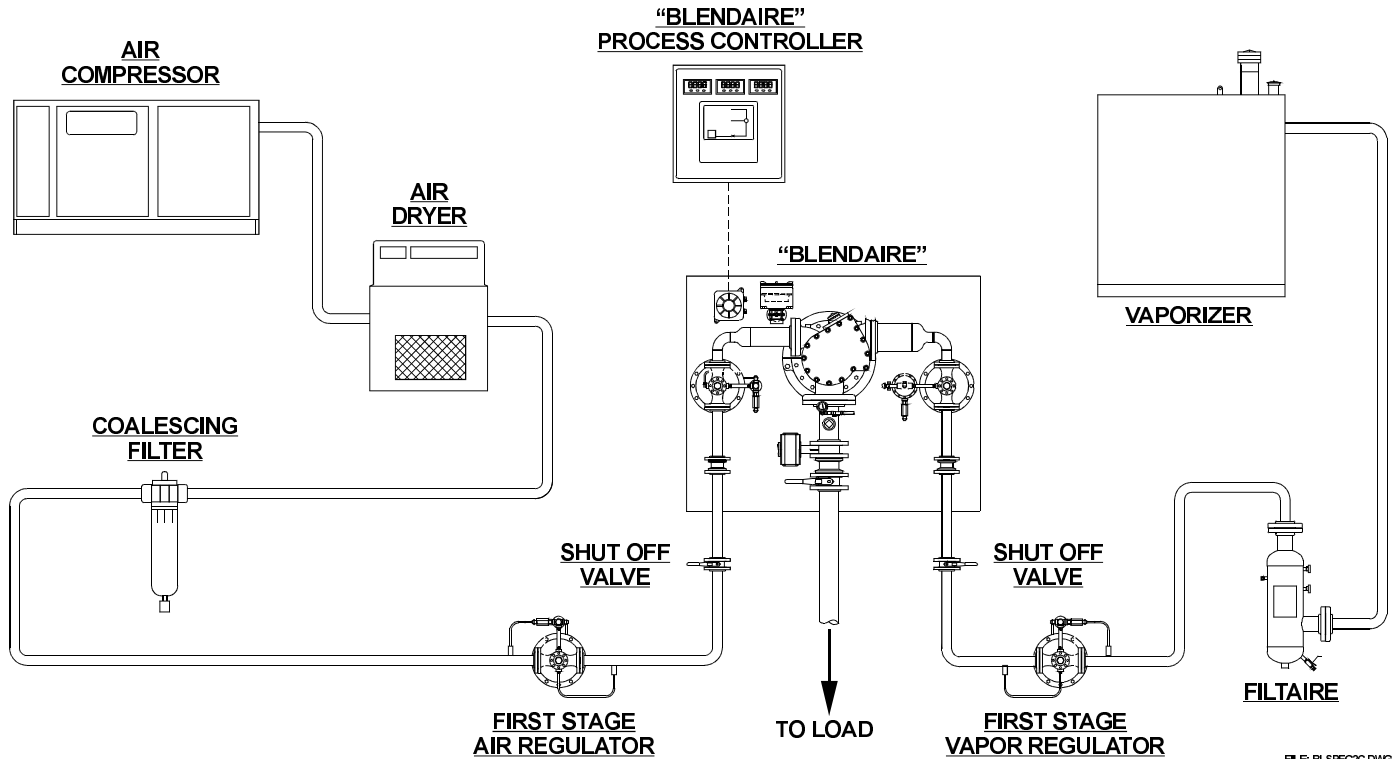 “BLENDAIRE”
PROCESS CONTROLLER
AIR
COMPRESSOR
AIR
DRYER
“BLENDAIRE”
VAPORIZER
COALESCING
FILTER
SHUT OFF
VALVE
SHUT OFF
VALVE
FILTAIRE
FIRST STAGE
AIR REGULATOR
TO LOAD
FIRST STAGE
VAPOR REGULATOR